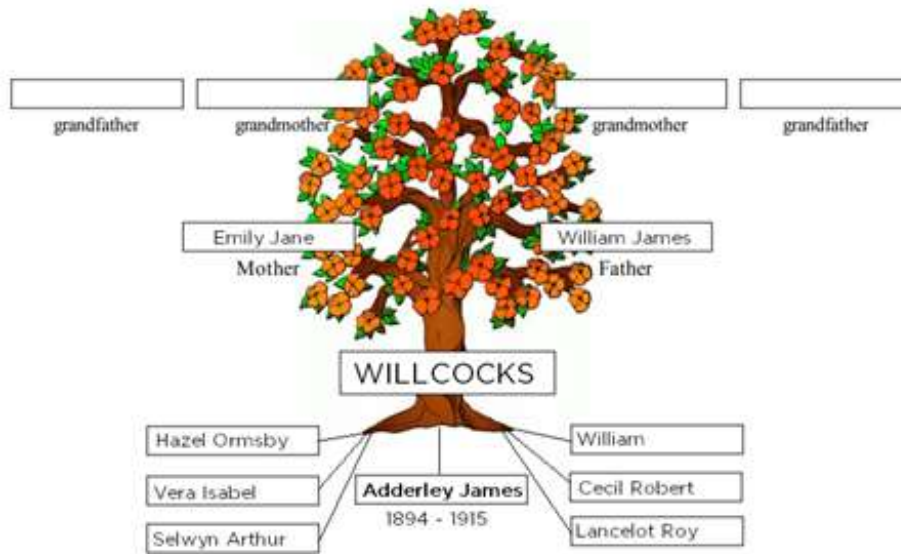 grandfather
grandmother
grandmother
grandfather
Emily Jane
William James
Mother
Father
WILLCOCKS
Hazel Ormsby
William
Vera Isabel
Adderley James
Cecil Robert
1894 - 1915
Selwyn Arthur
Lancelot Roy